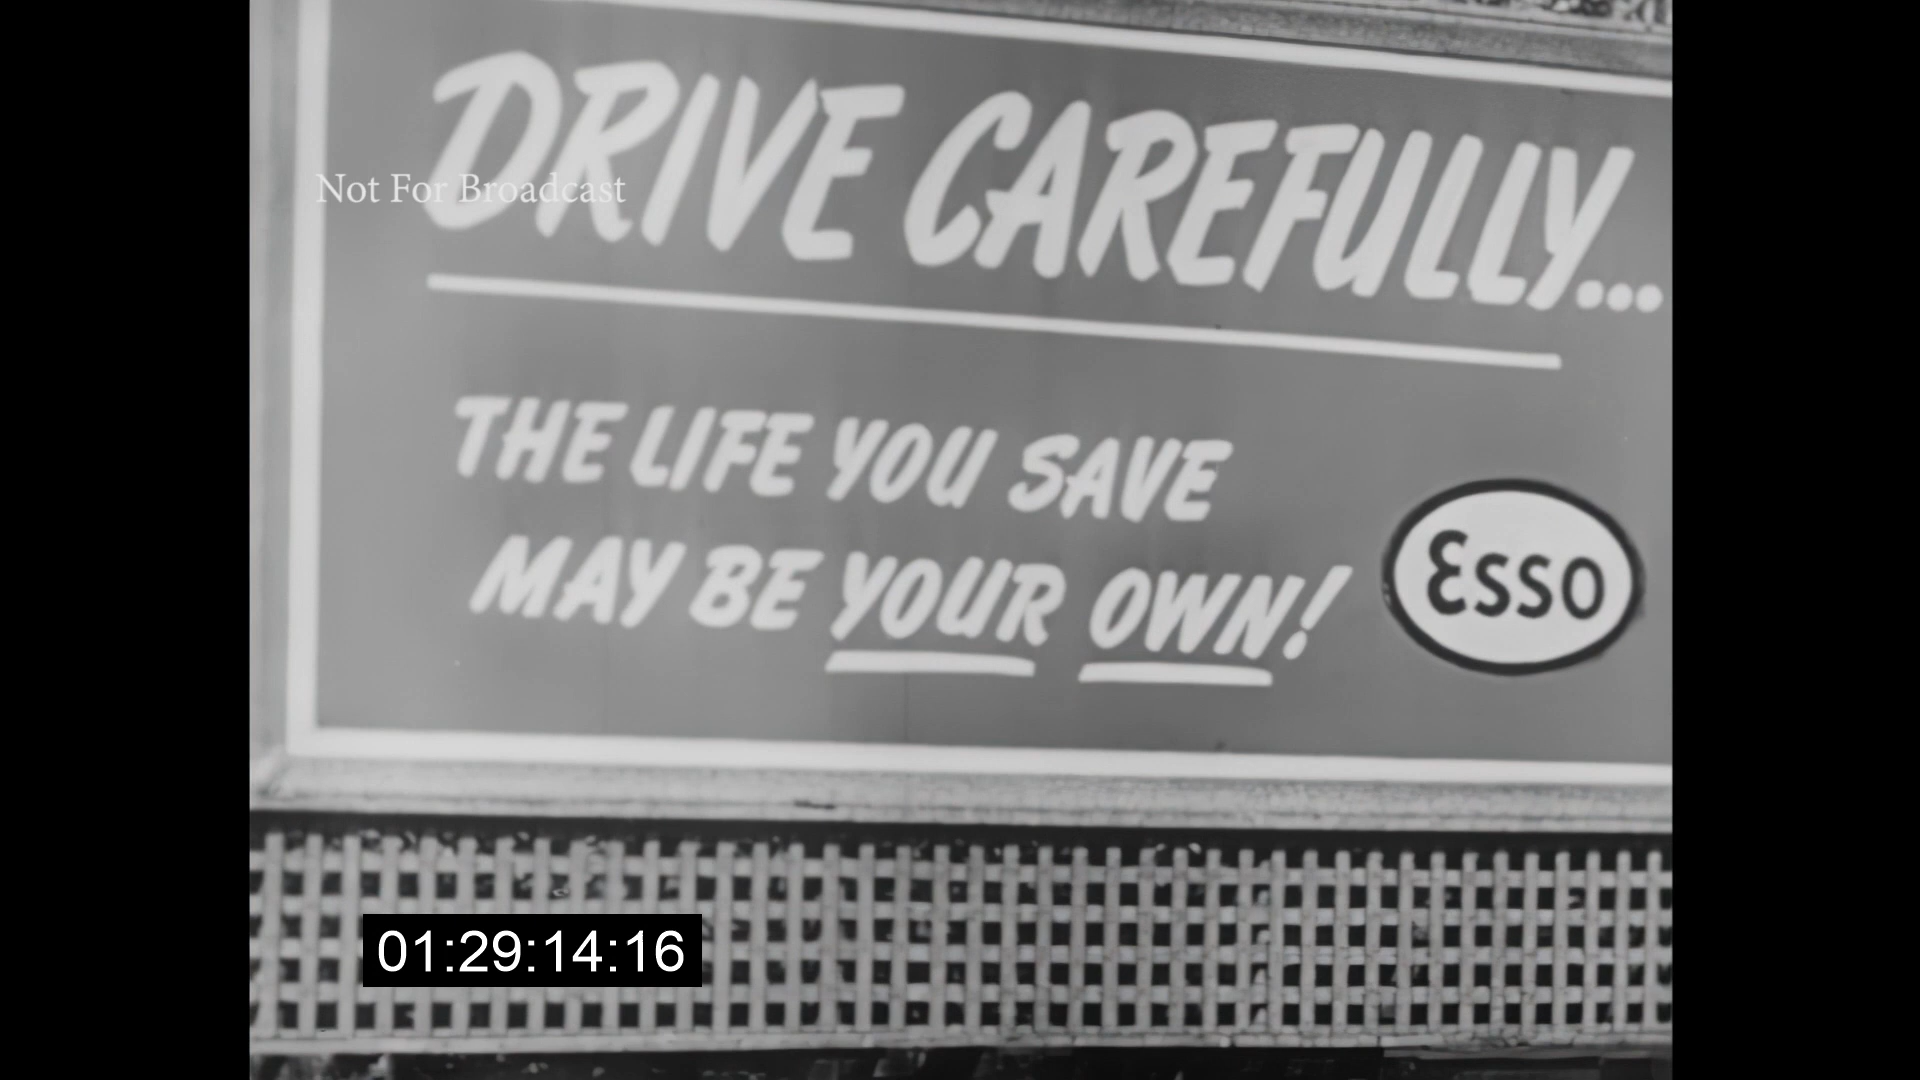 DRIVE CAREFULLY...
Not For Broadcast
THE LIFE YOU SAVE
MAY BE YOUR OWN!
Esso
01:29:14:16